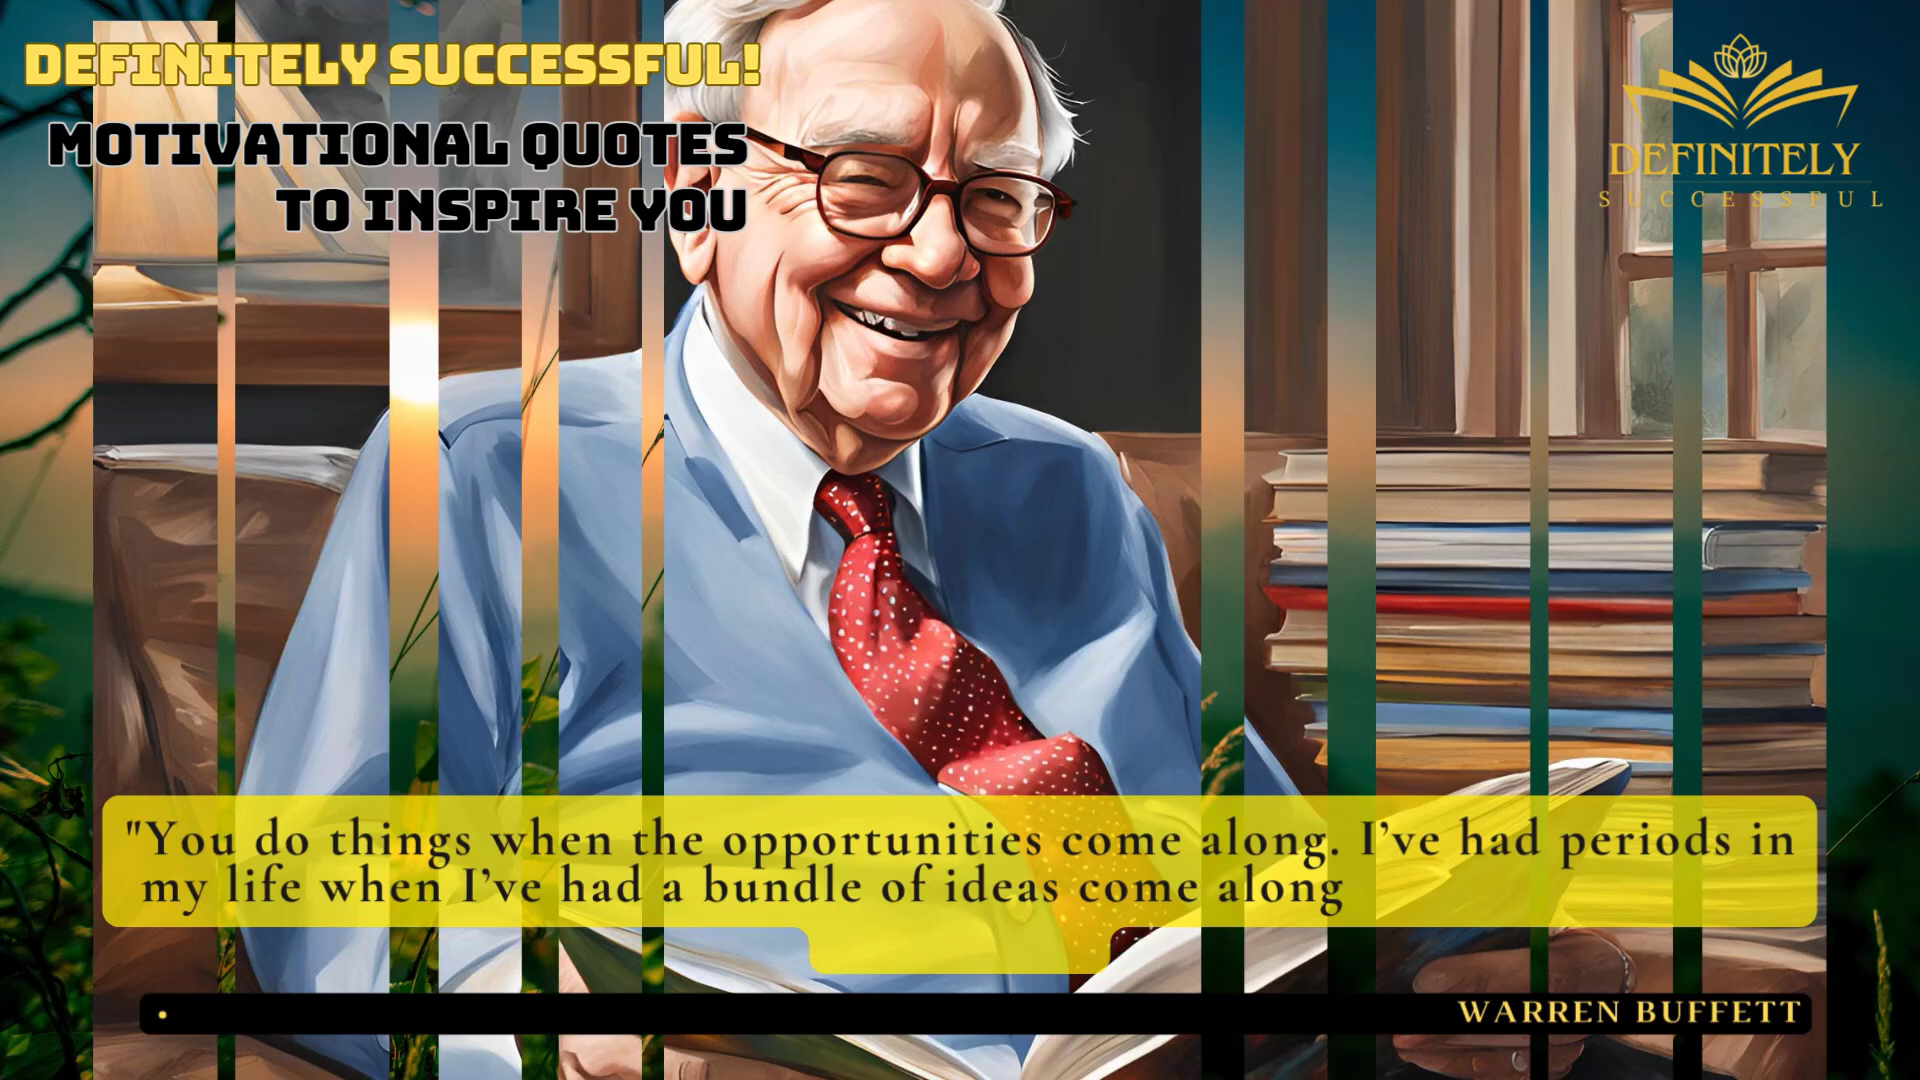 DEFINITELY SUCCESSFUL!
MOTIVATIONAL QUOTES
TO INSPIRE YOU
DEFINITELY
SUCCESSFUL
"You do things when the opportunities come along. I’ve had periods in
my life when I’ve had a bundle of ideas come along
WARREN BUFFETT